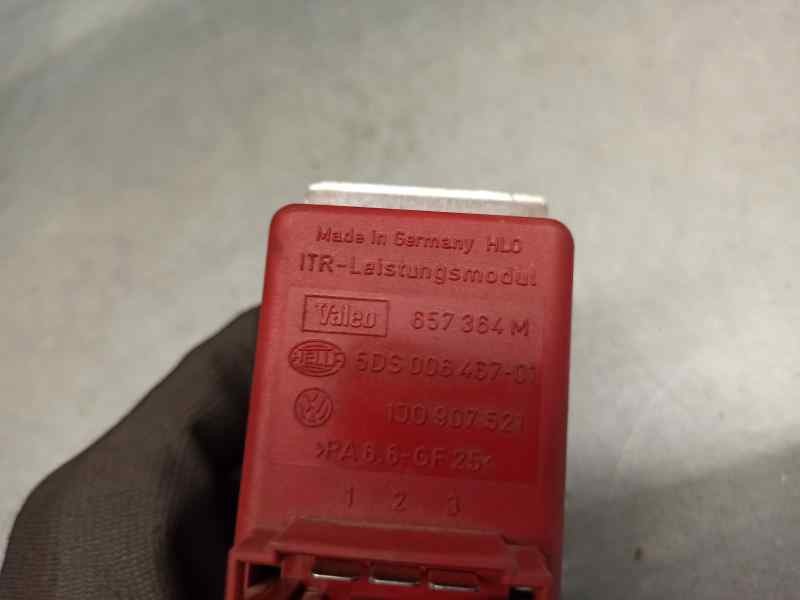 Made in Germany HLO
ITR-Leistungsmodul
Valeo 657 364 M
HELLA 5DS 006 467-01
VW 1J0 907 521
>PA 6.6-GF 25<
1 2 3